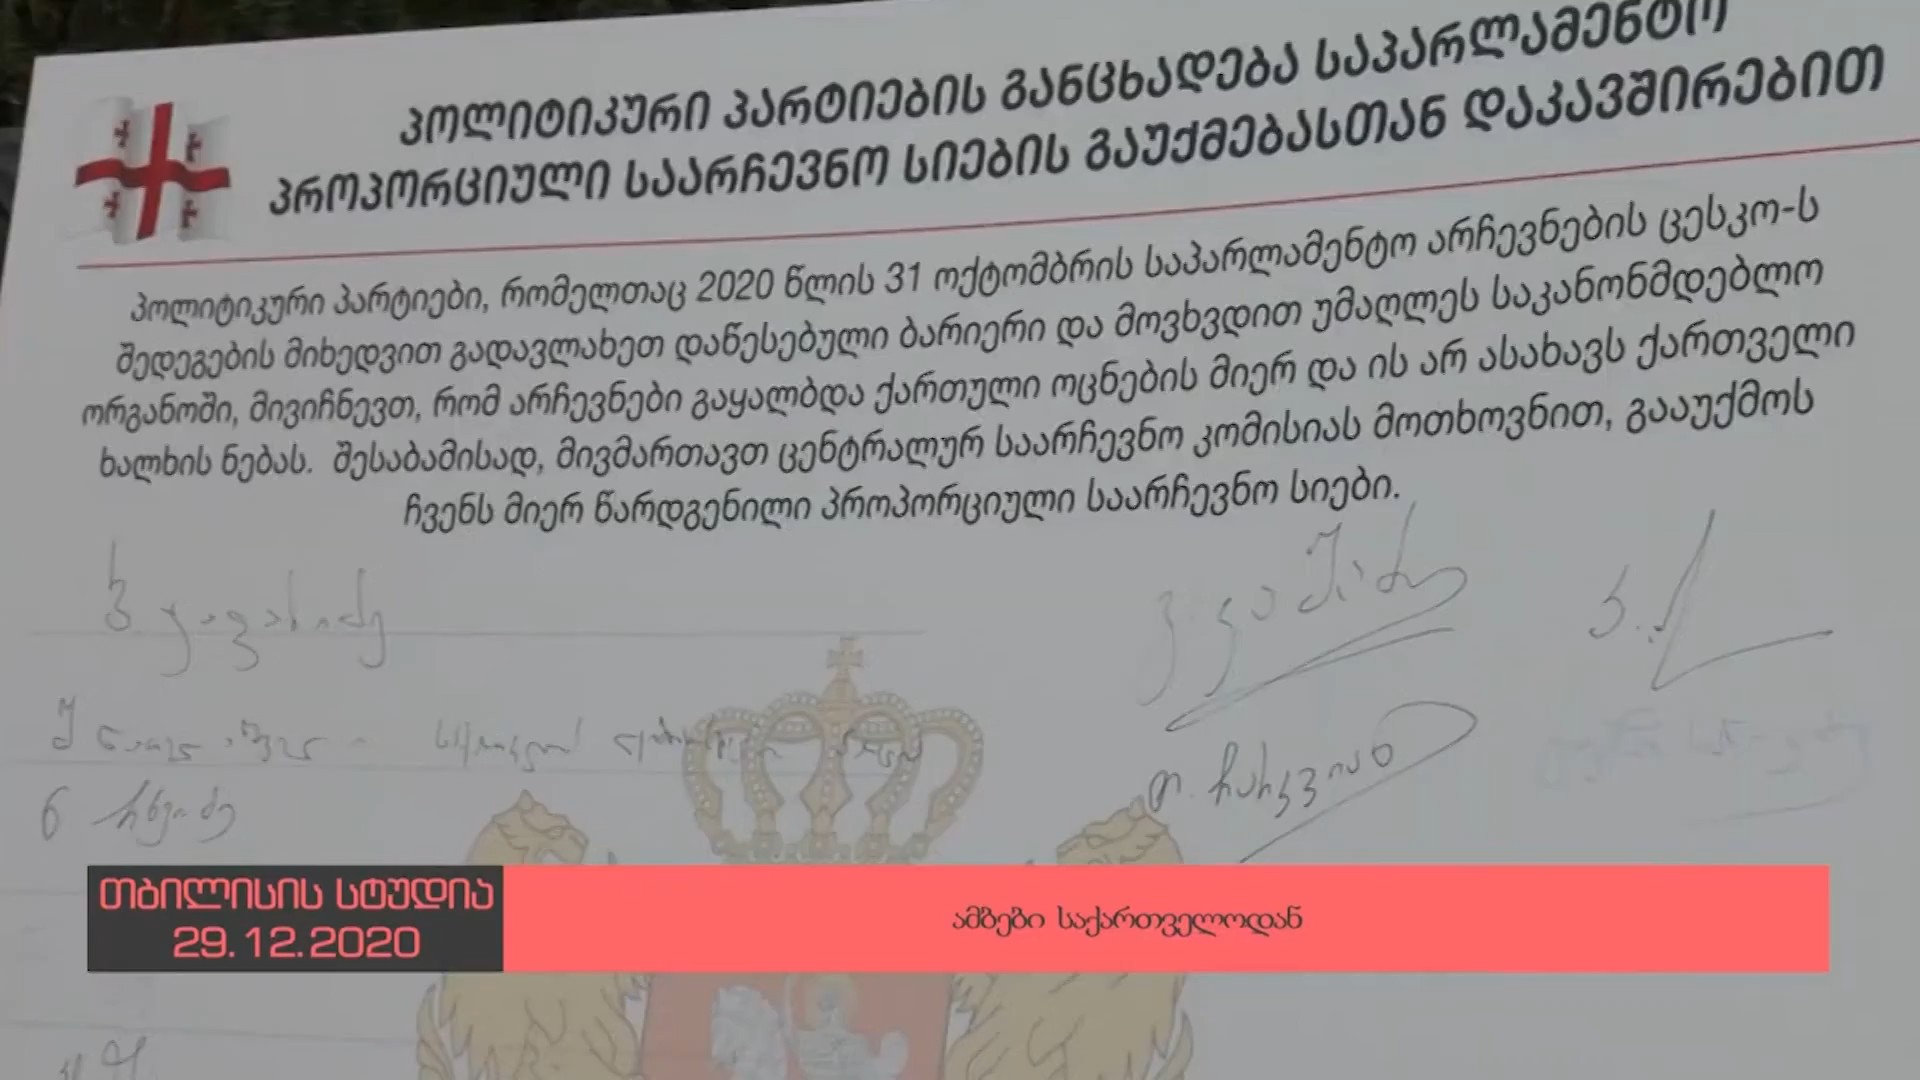 პოლიტიკური პარტიების განცხადება საპარლამენტო
პროპორციული საარჩევნო სიების გაუქმებასთან დაკავშირებით
პოლიტიკური პარტიები, რომელთაც 2020 წლის 31 ოქტომბრის საპარლამენტო არჩევნების ცესკო-ს
შედეგების მიხედვით გადავლახეთ დაწესებული ბარიერი და მოვხვდით უმაღლეს საკანონმდებლო
ორგანოში, მივიჩნევთ, რომ არჩევნები გაყალბდა ქართული ოცნების მიერ და ის არ ასახავს ქართველი
ხალხის ნებას. შესაბამისად, მივმართავთ ცენტრალურ საარჩევნო კომისიას მოთხოვნით, გააუქმოს
ჩვენს მიერ წარდგენილი პროპორციული საარჩევნო სიები.
თბილისის სტუდია
29.12.2020
ამბები საქართველოდან